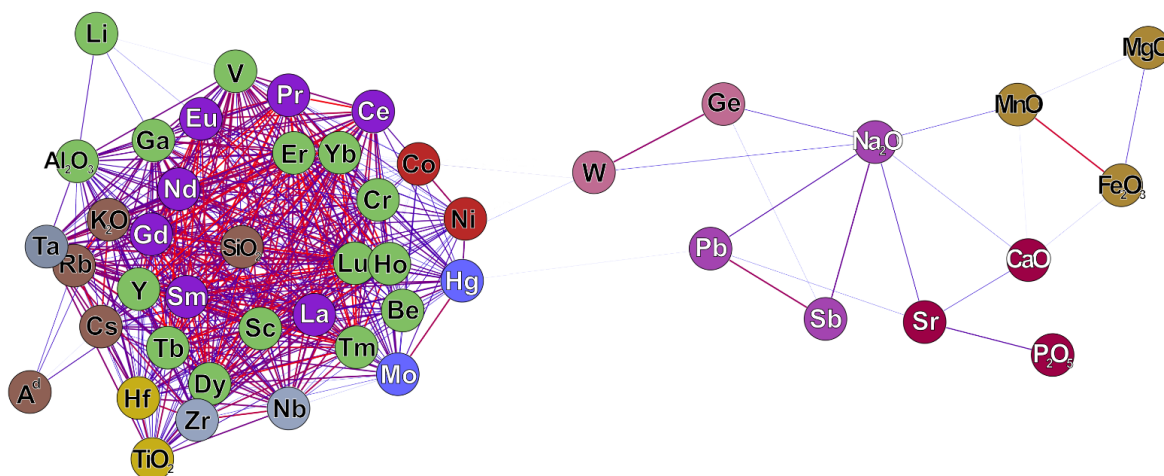 Li
V
Pr
Ce
Eu
Ga
Er
Yb
Al₂O₃
Co
Nd
Cr
K₂O
Ni
Gd
Ta
SiO₂
Rb
Lu
Ho
Hg
Y
Sm
La
Be
Cs
Sc
Tb
Tm
Mo
Dy
A^d
Hf
Zr
Nb
TiO₂
MgO
Ge
MnO
Na₂O
W
Fe₂O₃
Pb
CaO
Sb
Sr
P₂O₅